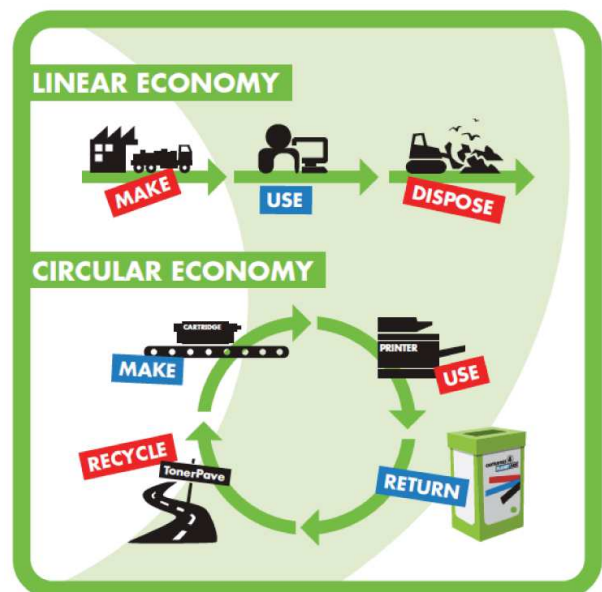 LINEAR ECONOMY
MAKE
USE
DISPOSE
CIRCULAR ECONOMY
CARTRIDGE
MAKE
PRINTER
USE
RECYCLE
TonerPave
RETURN